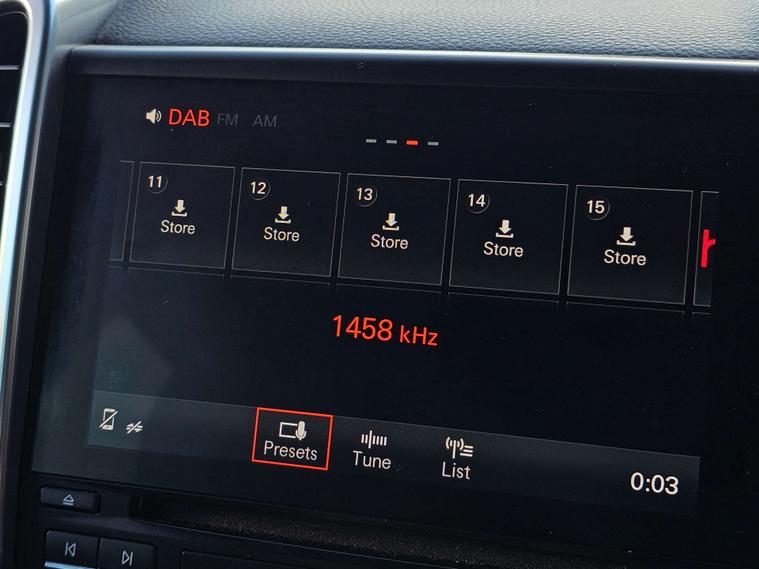 DAB FM AM
11 12 13 14 15
Store Store Store Store Store
1458 kHz
Presets Tune List
0:03